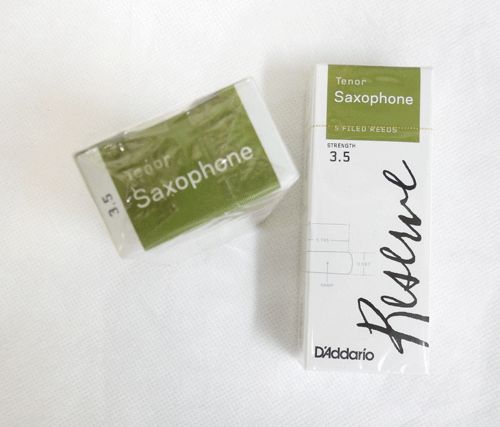 Tenor
Saxophone
3.5
Tenor
Saxophone
5 FILED REEDS
STRENGTH
3.5
Reserve
D'Addario